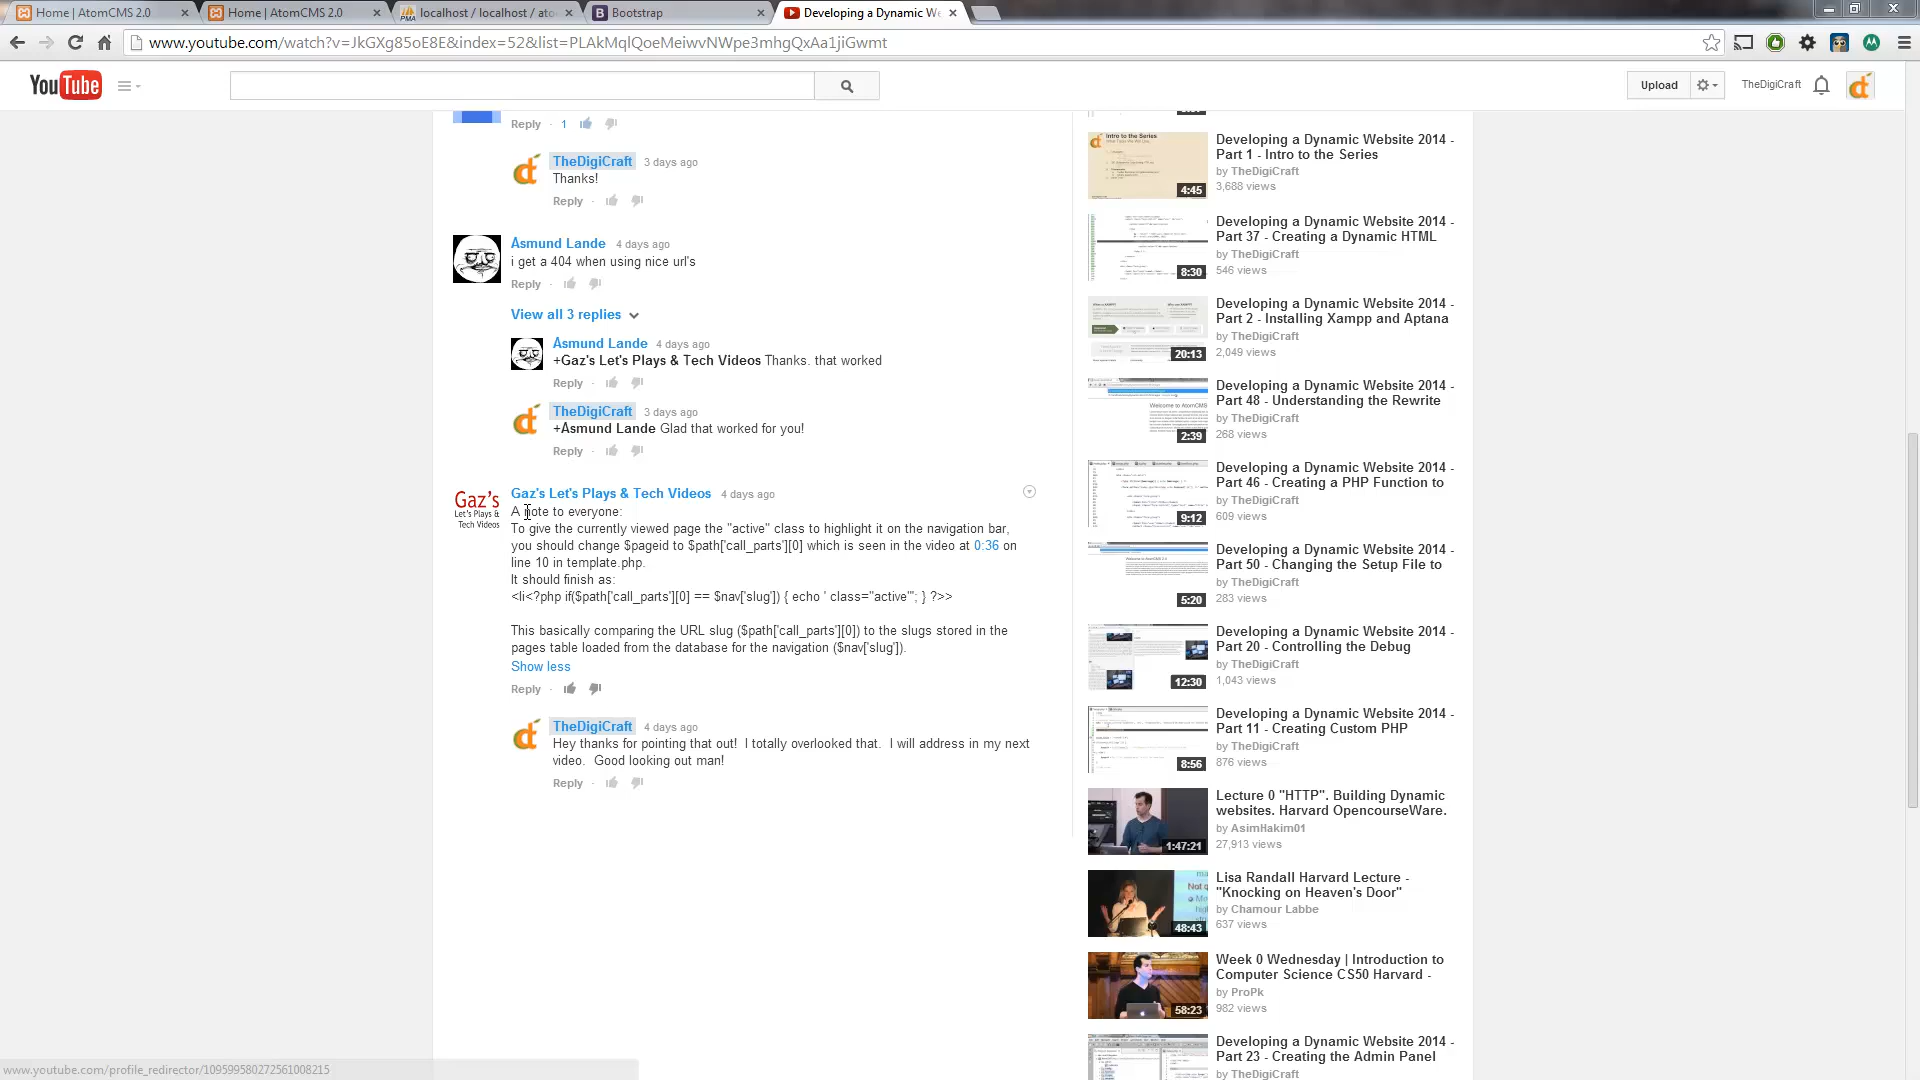 Home | AtomCMS 2.0
Home | AtomCMS 2.0
localhost / localhost / ato
Bootstrap
Developing a Dynamic We
www.youtube.com/watch?v=JkGXg85oE8E&index=52&list=PLAkMqlQoeMeiwvNWpe3mhgQxAa1jiGwmt
YouTube
Upload
TheDigiCraft
Reply · 1
TheDigiCraft 3 days ago
Thanks!
Reply ·
Åsmund Lande 4 days ago
i get a 404 when using nice url's
Reply ·
View all 3 replies
Åsmund Lande 4 days ago
+Gaz's Let's Plays & Tech Videos Thanks. that worked
Reply ·
TheDigiCraft 3 days ago
+Åsmund Lande Glad that worked for you!
Reply ·
Gaz's Let's Plays & Tech Videos
Gaz's Let's Plays & Tech Videos 4 days ago
A note to everyone:
To give the currently viewed page the "active" class to highlight it on the navigation bar,
you should change $pageid to $path['call_parts'][0] which is seen in the video at 0:36 on
line 10 in template.php.
It should finish as:
<li<?php if($path['call_parts'][0] == $nav['slug']) { echo ' class="active"'; } ?>>
This basically comparing the URL slug ($path['call_parts'][0]) to the slugs stored in the
pages table loaded from the database for the navigation ($nav['slug']).
Show less
Reply ·
TheDigiCraft 4 days ago
Hey thanks for pointing that out! I totally overlooked that. I will address in my next
video. Good looking out man!
Reply ·
Intro to the Series
4:45
Developing a Dynamic Website 2014 -
Part 1 - Intro to the Series
by TheDigiCraft
3,688 views
8:30
Developing a Dynamic Website 2014 -
Part 37 - Creating a Dynamic HTML
by TheDigiCraft
546 views
20:13
Developing a Dynamic Website 2014 -
Part 2 - Installing Xampp and Aptana
by TheDigiCraft
2,049 views
Welcome to AtomCMS
2:39
Developing a Dynamic Website 2014 -
Part 48 - Understanding the Rewrite
by TheDigiCraft
268 views
9:12
Developing a Dynamic Website 2014 -
Part 46 - Creating a PHP Function to
by TheDigiCraft
609 views
5:20
Developing a Dynamic Website 2014 -
Part 50 - Changing the Setup File to
by TheDigiCraft
283 views
12:30
Developing a Dynamic Website 2014 -
Part 20 - Controlling the Debug
by TheDigiCraft
1,043 views
8:56
Developing a Dynamic Website 2014 -
Part 11 - Creating Custom PHP
by TheDigiCraft
876 views
1:47:21
Lecture 0 "HTTP". Building Dynamic
websites. Harvard OpencourseWare.
by AsimHakim01
27,913 views
48:43
Lisa Randall Harvard Lecture -
"Knocking on Heaven's Door"
by Chamour Labbe
637 views
58:23
Week 0 Wednesday | Introduction to
Computer Science CS50 Harvard -
by ProPk
982 views
Developing a Dynamic Website 2014 -
Part 23 - Creating the Admin Panel
by TheDigiCraft
www.youtube.com/profile_redirector/109599580272561008215